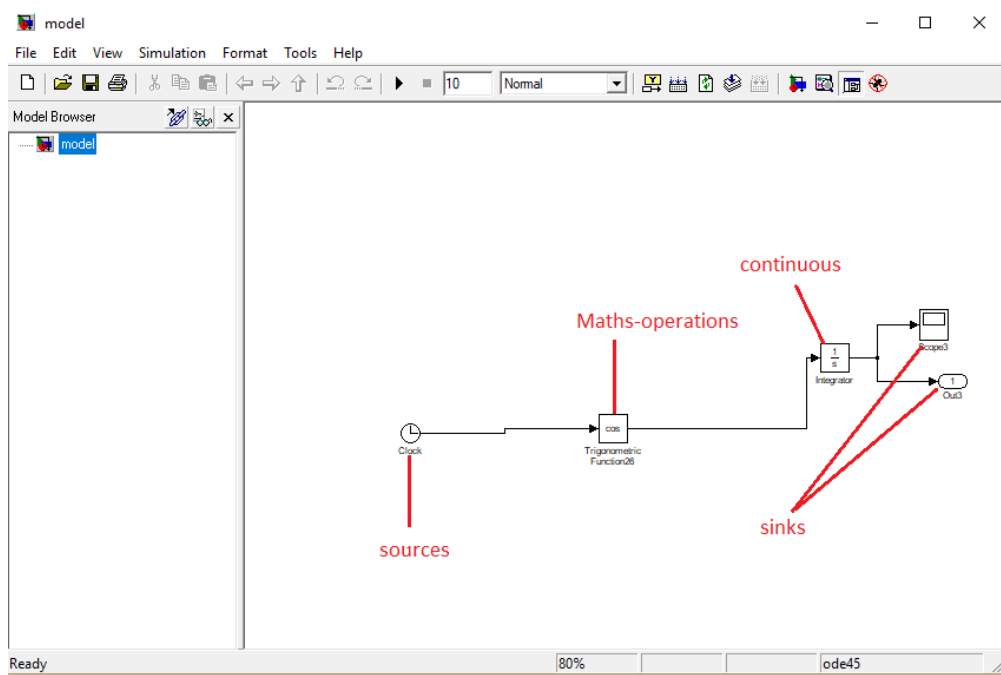 model
File Edit View Simulation Format Tools Help
10 Normal
Model Browser
model
continuous
Maths-operations
Scope3
1
s
Integrator
1
Out3
cos
Clock
Trigonometric
Function26
sinks
sources
Ready 80% ode45